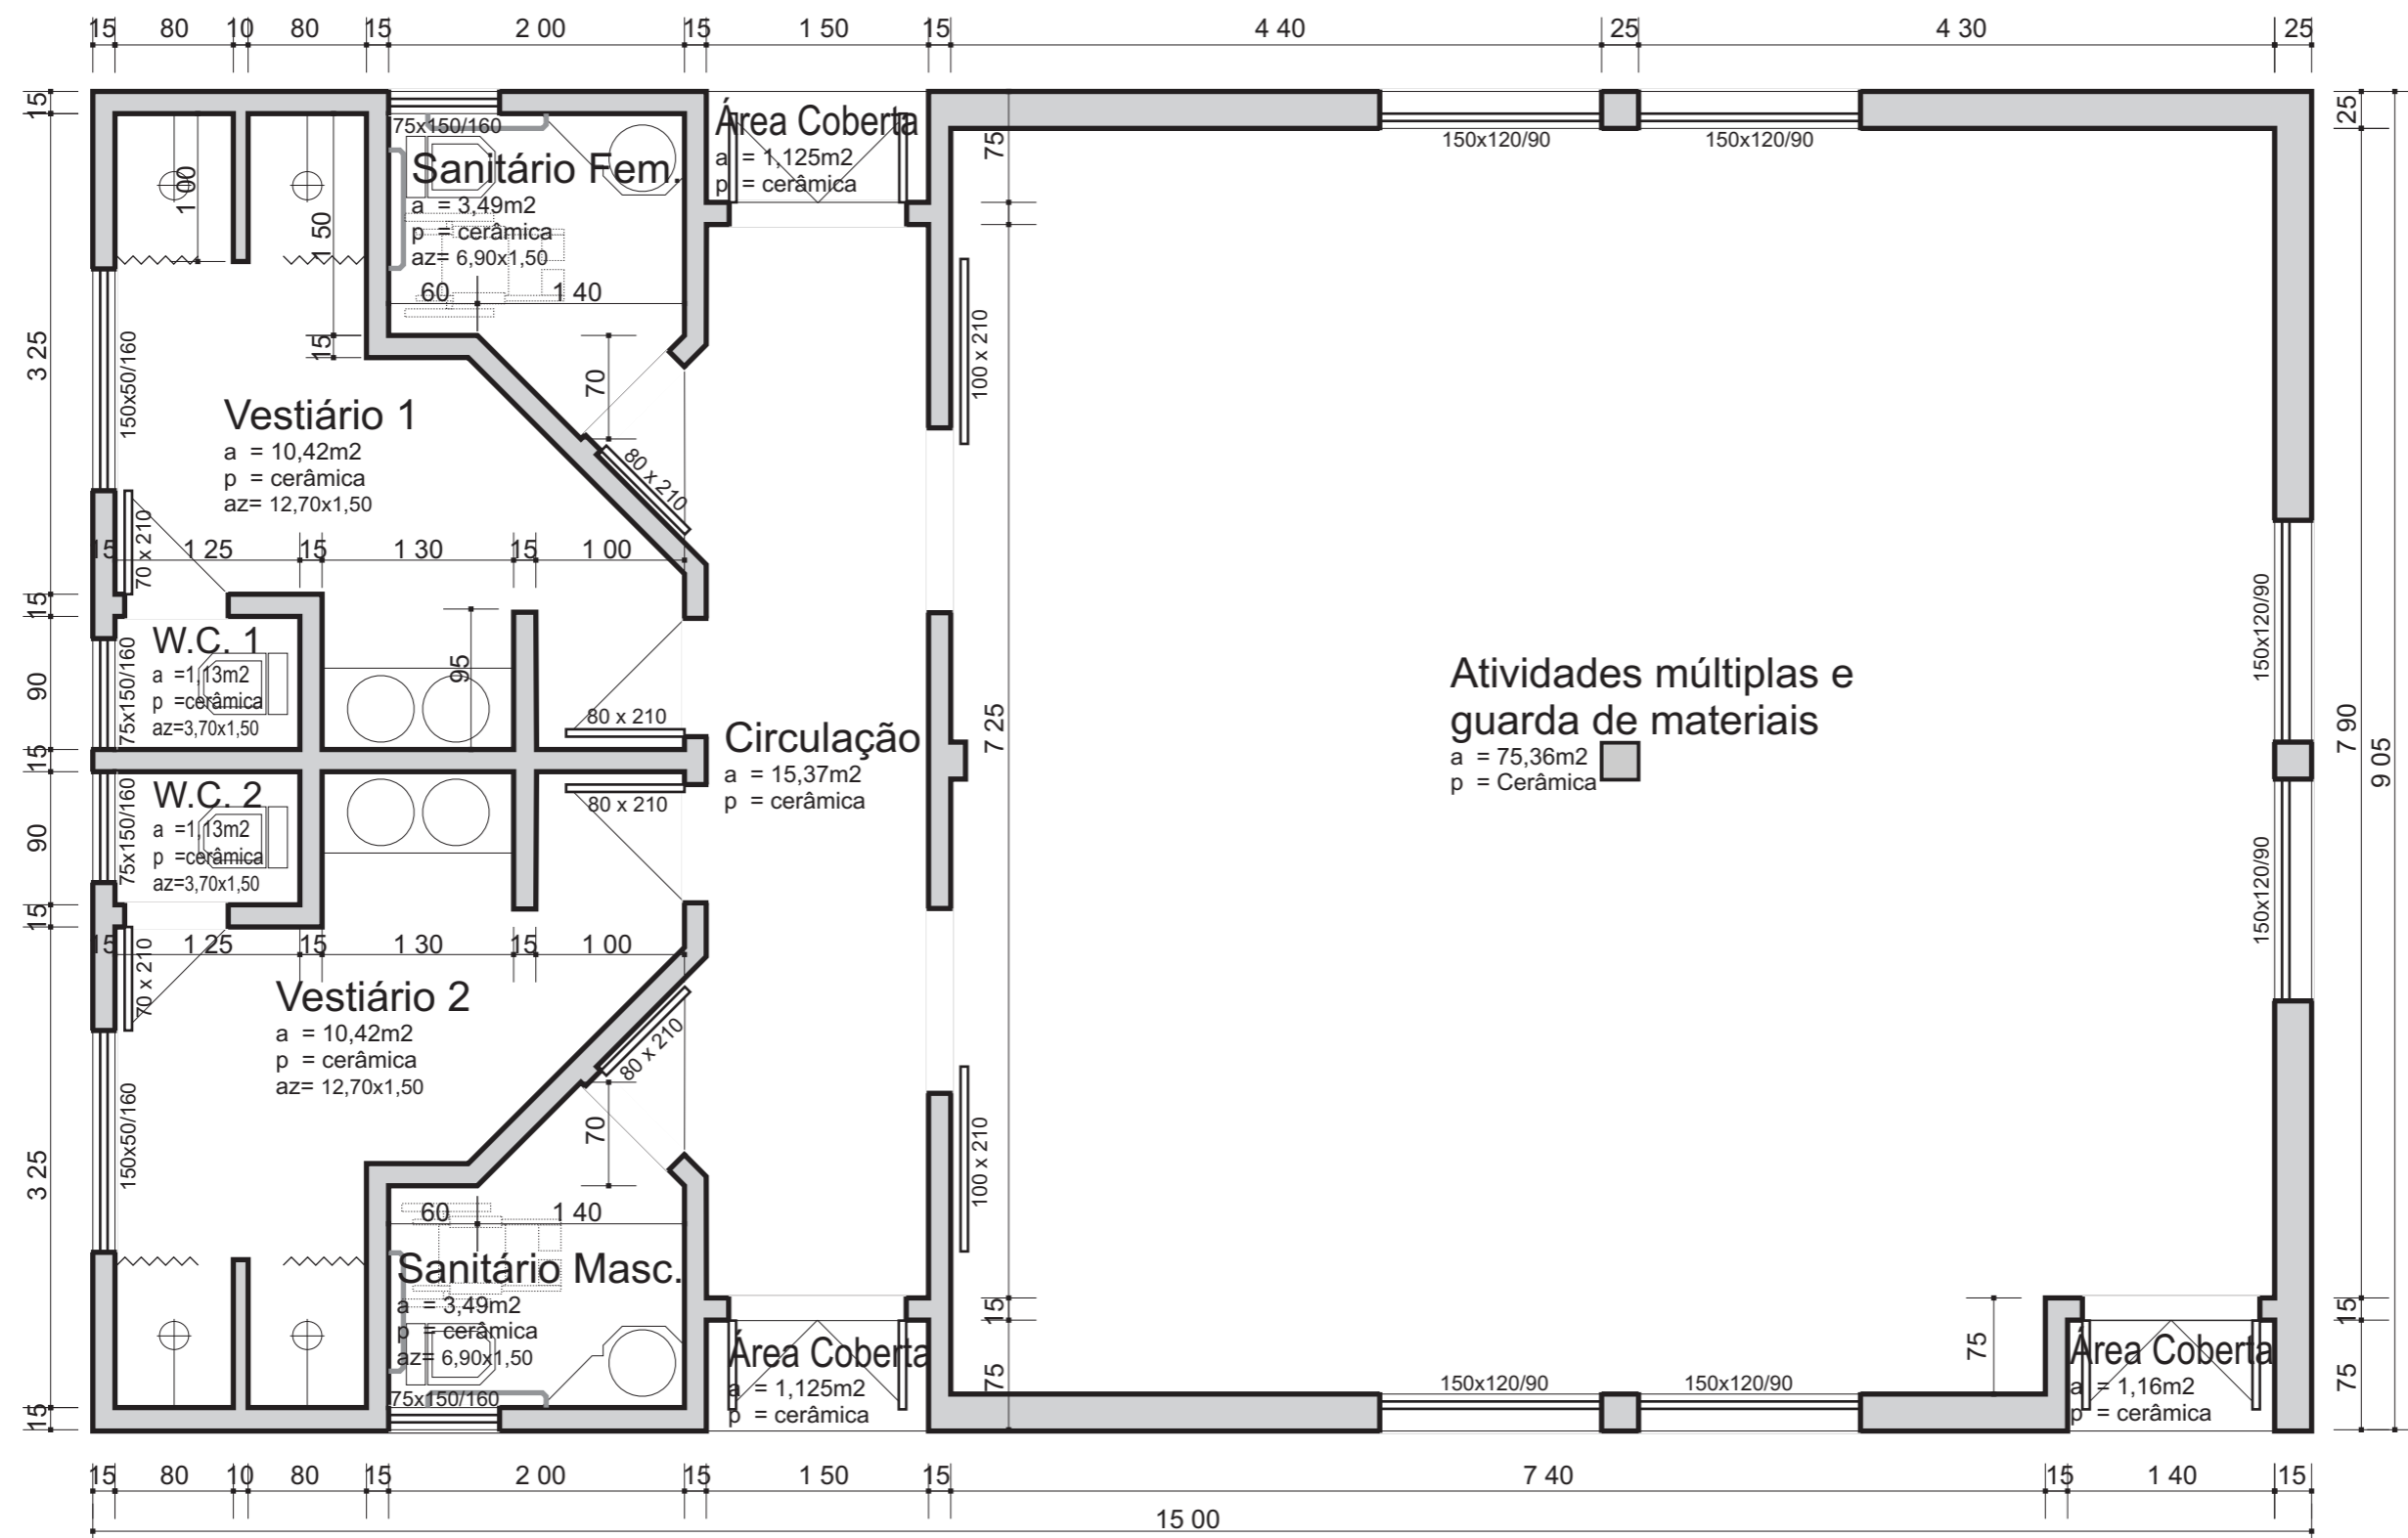 15 80 10 80 15 2 00 15 1 50 15 4 40 25 4 30 25
15
75x150/160
Sanitário Fem.
a = 3,49m2
p = cerâmica
az= 6,90x1,50
60 1 40
Área Coberta
a = 1,125m2
p = cerâmica
75
150x120/90 150x120/90
25
1 00
1 50
15
70
80 x 210
100 x 210
3 25
150x50/160
Vestiário 1
a = 10,42m2
p = cerâmica
az= 12,70x1,50
70 x 210
15 1 25 15 1 30 15 1 00
15
W.C. 1
a =1,13m2
p =cerâmica
az=3,70x1,50
75x150/160
90
95
80 x 210
15
Circulação
a = 15,37m2
p = cerâmica
7 25
Atividades múltiplas e
guarda de materiais
a = 75,36m2
p = Cerâmica
150x120/90
150x120/90
7 90
9 05
W.C. 2
a =1,13m2
p =cerâmica
az=3,70x1,50
75x150/160
90
80 x 210
15
15 1 25 15 1 30 15 1 00
70 x 210
Vestiário 2
a = 10,42m2
p = cerâmica
az= 12,70x1,50
150x50/160
3 25
80 x 210
70
100 x 210
60 1 40
Sanitário Masc.
a = 3,49m2
p = cerâmica
az= 6,90x1,50
75x150/160
15
Área Coberta
a = 1,125m2
p = cerâmica
15
75
150x120/90 150x120/90
75
Área Coberta
a = 1,16m2
p = cerâmica
15
75
15 80 10 80 15 2 00 15 1 50 15 7 40 15 1 40 15
15 00